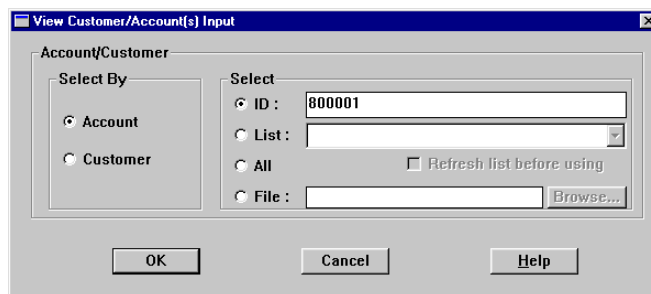 View Customer/Account(s) Input
Account/Customer
Select By
Account
Customer
Select
ID : 800001
List :
All Refresh list before using
File : Browse...
OK Cancel Help